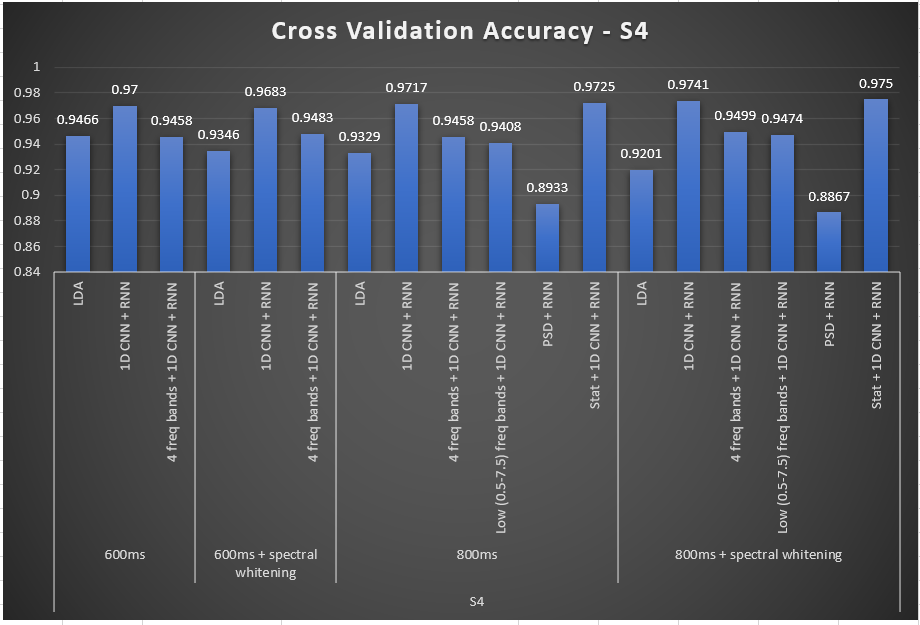 Cross Validation Accuracy - S4
1
0.98
0.96
0.94
0.92
0.9
0.88
0.86
0.84
0.9466
0.97
0.9458
0.9346
0.9683
0.9483
0.9329
0.9717
0.9458
0.9408
0.8933
0.9725
0.9201
0.9741
0.9499
0.9474
0.8867
0.975
LDA
1D CNN + RNN
4 freq bands + 1D CNN + RNN
LDA
1D CNN + RNN
4 freq bands + 1D CNN + RNN
LDA
1D CNN + RNN
4 freq bands + 1D CNN + RNN
Low (0.5-7.5) freq bands + 1D CNN + RNN
PSD + RNN
Stat + 1D CNN + RNN
LDA
1D CNN + RNN
4 freq bands + 1D CNN + RNN
Low (0.5-7.5) freq bands + 1D CNN + RNN
PSD + RNN
Stat + 1D CNN + RNN
600ms
600ms + spectral
whitening
800ms
800ms + spectral whitening
S4